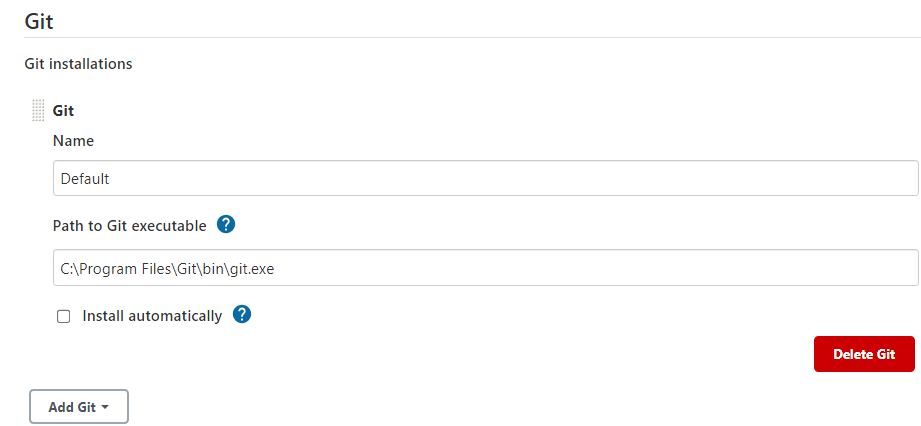 Git
Git installations
Git
Name
Default
Path to Git executable ?
C:\Program Files\Git\bin\git.exe
Install automatically ?
Delete Git
Add Git